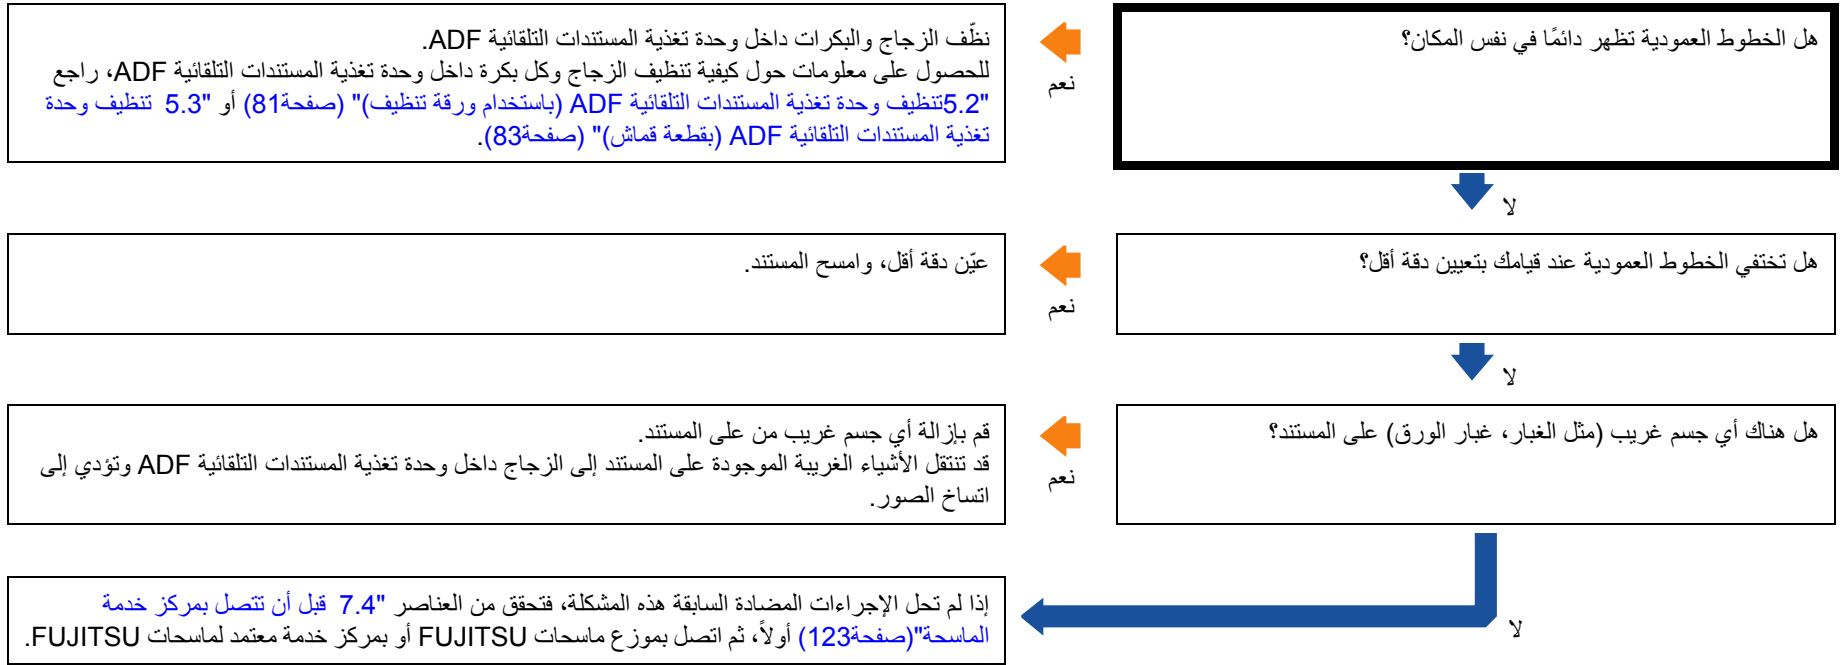 هل الخطوط العمودية تظهر دائمًا في نفس المكان؟
نعم
نظّف الزجاج والبكرات داخل وحدة تغذية المستندات التلقائية ADF.
للحصول على معلومات حول كيفية تنظيف الزجاج وكل بكرة داخل وحدة تغذية المستندات التلقائية ADF، راجع
"5.2تنظيف وحدة تغذية المستندات التلقائية ADF (باستخدام ورقة تنظيف)" (صفحة81) أو "5.3 تنظيف وحدة
تغذية المستندات التلقائية ADF (بقطعة قماش)" (صفحة83).
لا
هل تختفي الخطوط العمودية عند قيامك بتعيين دقة أقل؟
نعم
عيّن دقة أقل، وامسح المستند.
لا
هل هناك أي جسم غريب (مثل الغبار، غبار الورق) على المستند؟
نعم
قم بإزالة أي جسم غريب من على المستند.
قد تنتقل الأشياء الغريبة الموجودة على المستند إلى الزجاج داخل وحدة تغذية المستندات التلقائية ADF وتؤدي إلى
اتساخ الصور.
لا
إذا لم تحل الإجراءات المضادة السابقة هذه المشكلة، فتحقق من العناصر "7.4 قبل أن تتصل بمركز خدمة
الماسحة"(صفحة123) أولاً، ثم اتصل بموزع ماسحات FUJITSU أو بمركز خدمة معتمد لماسحات FUJITSU.